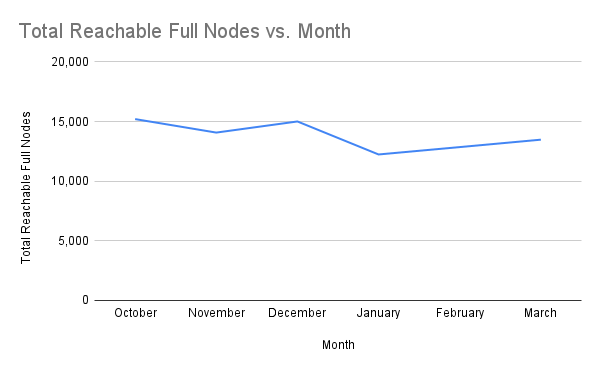 Total Reachable Full Nodes vs. Month
Total Reachable Full Nodes
20,000
15,000
10,000
5,000
0
October November December January February March
Month